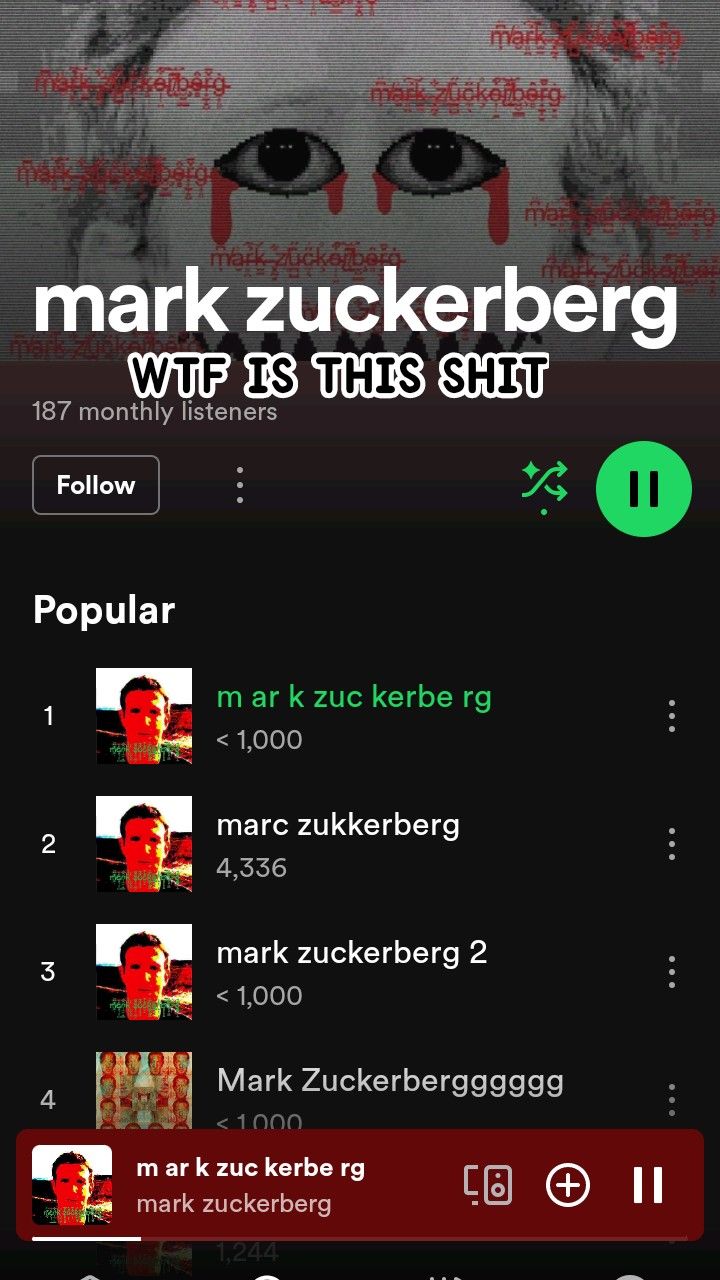 mark zuckerberg
mark zuckerberg
mark zuckerberg
mark zuckerberg
mark zuckerberg
mark zuckerberg
mark zuckerberg
mark zuckerberg
WTF IS THIS SHIT
187 monthly listeners
Follow
Popular
1
m ar k zuc kerbe rg
< 1,000
2
marc zukkerberg
4,336
3
mark zuckerberg 2
< 1,000
4
Mark Zuckerbergggggg
< 1,000
m ar k zuc kerbe rg
mark zuckerberg
1,244